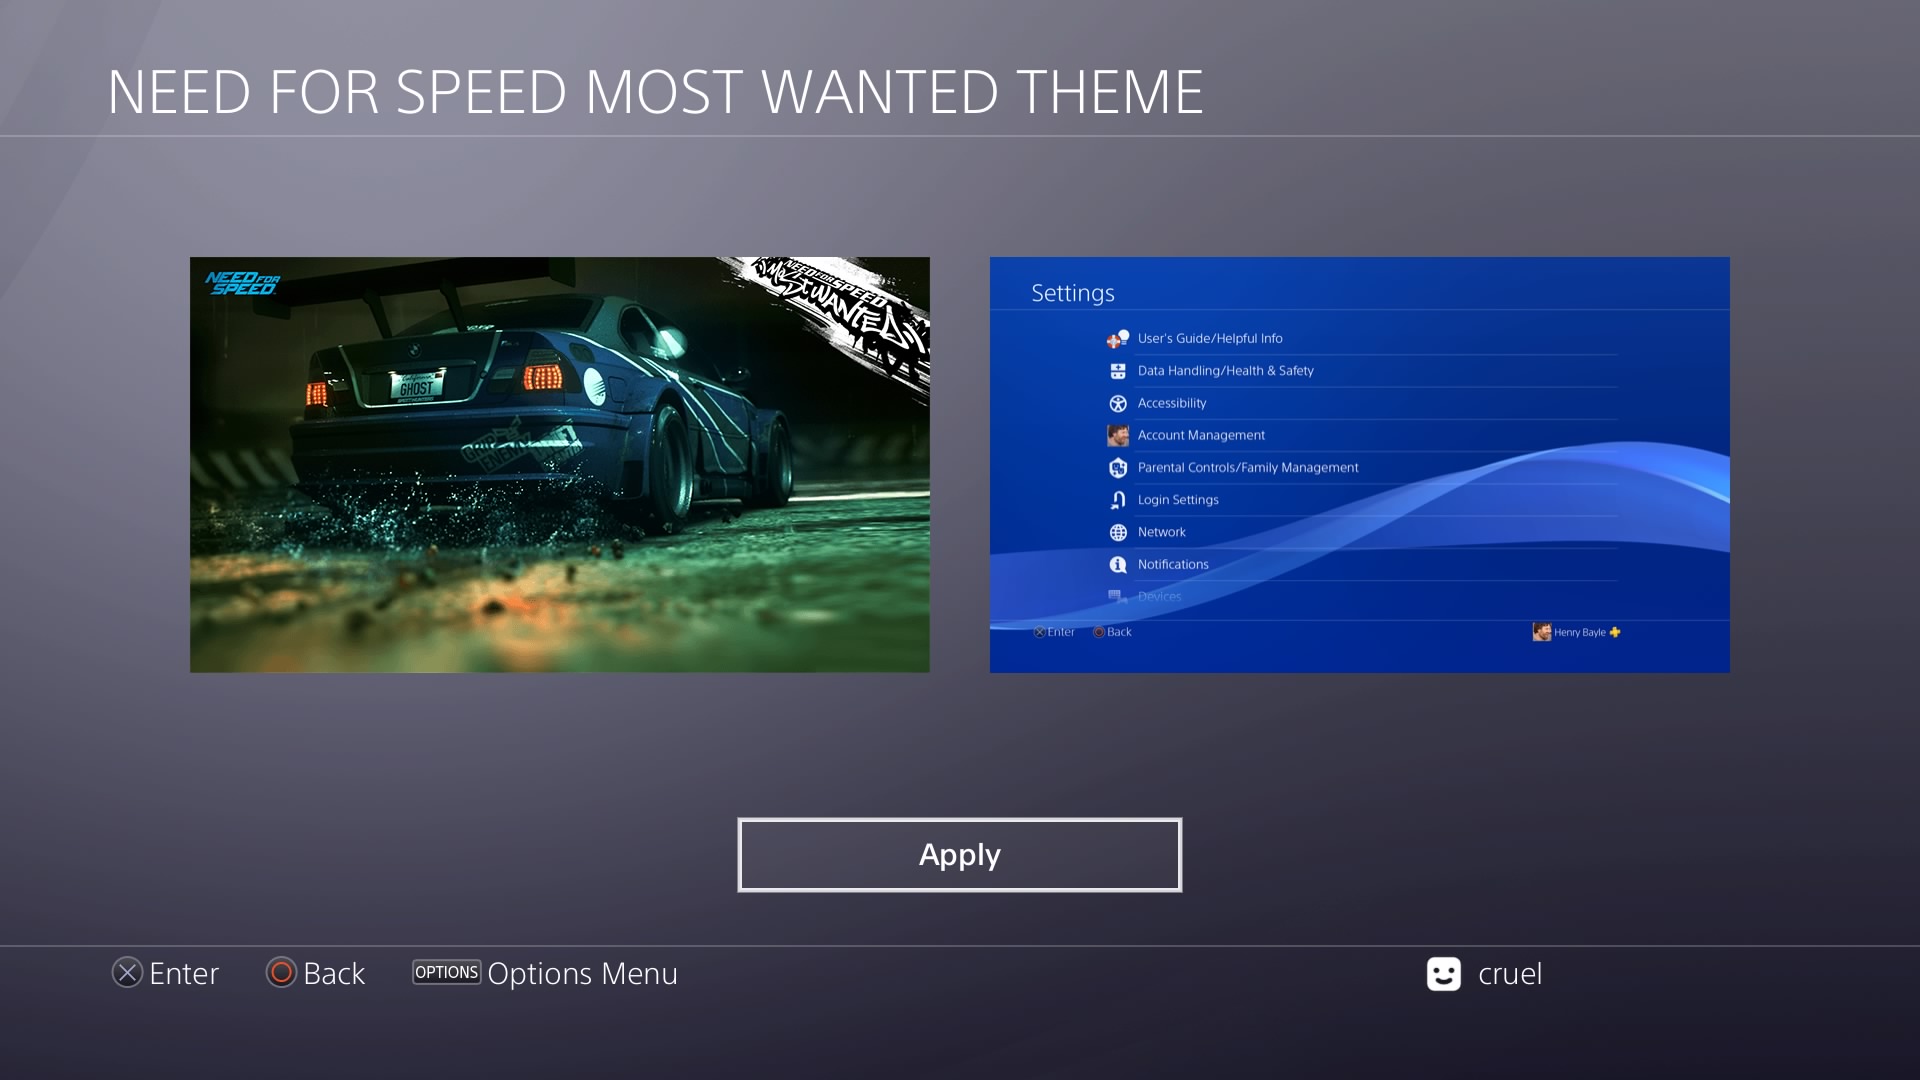 NEED FOR SPEED MOST WANTED THEME
NEED FOR
SPEED
NEED FOR SPEED
MOST WANTED
California
GHOST
SPEEDHUNTERS
Settings
User's Guide/Helpful Info
Data Handling/Health & Safety
Accessibility
Account Management
Parental Controls/Family Management
Login Settings
Network
Notifications
Devices
Enter
Back
Henry Bayle
Apply
Enter
Back
OPTIONS
Options Menu
cruel